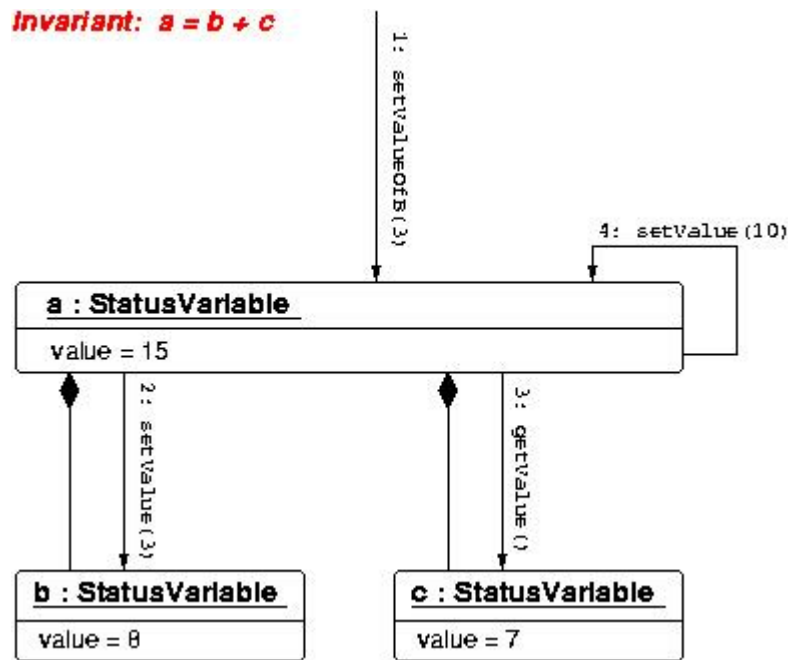 Invariant: a = b + c
1: setValueOfB(3)
4: setValue(10)
a : StatusVariable
value = 15
2: setValue(3)
3: getValue()
b : StatusVariable
value = 8
c : StatusVariable
value = 7